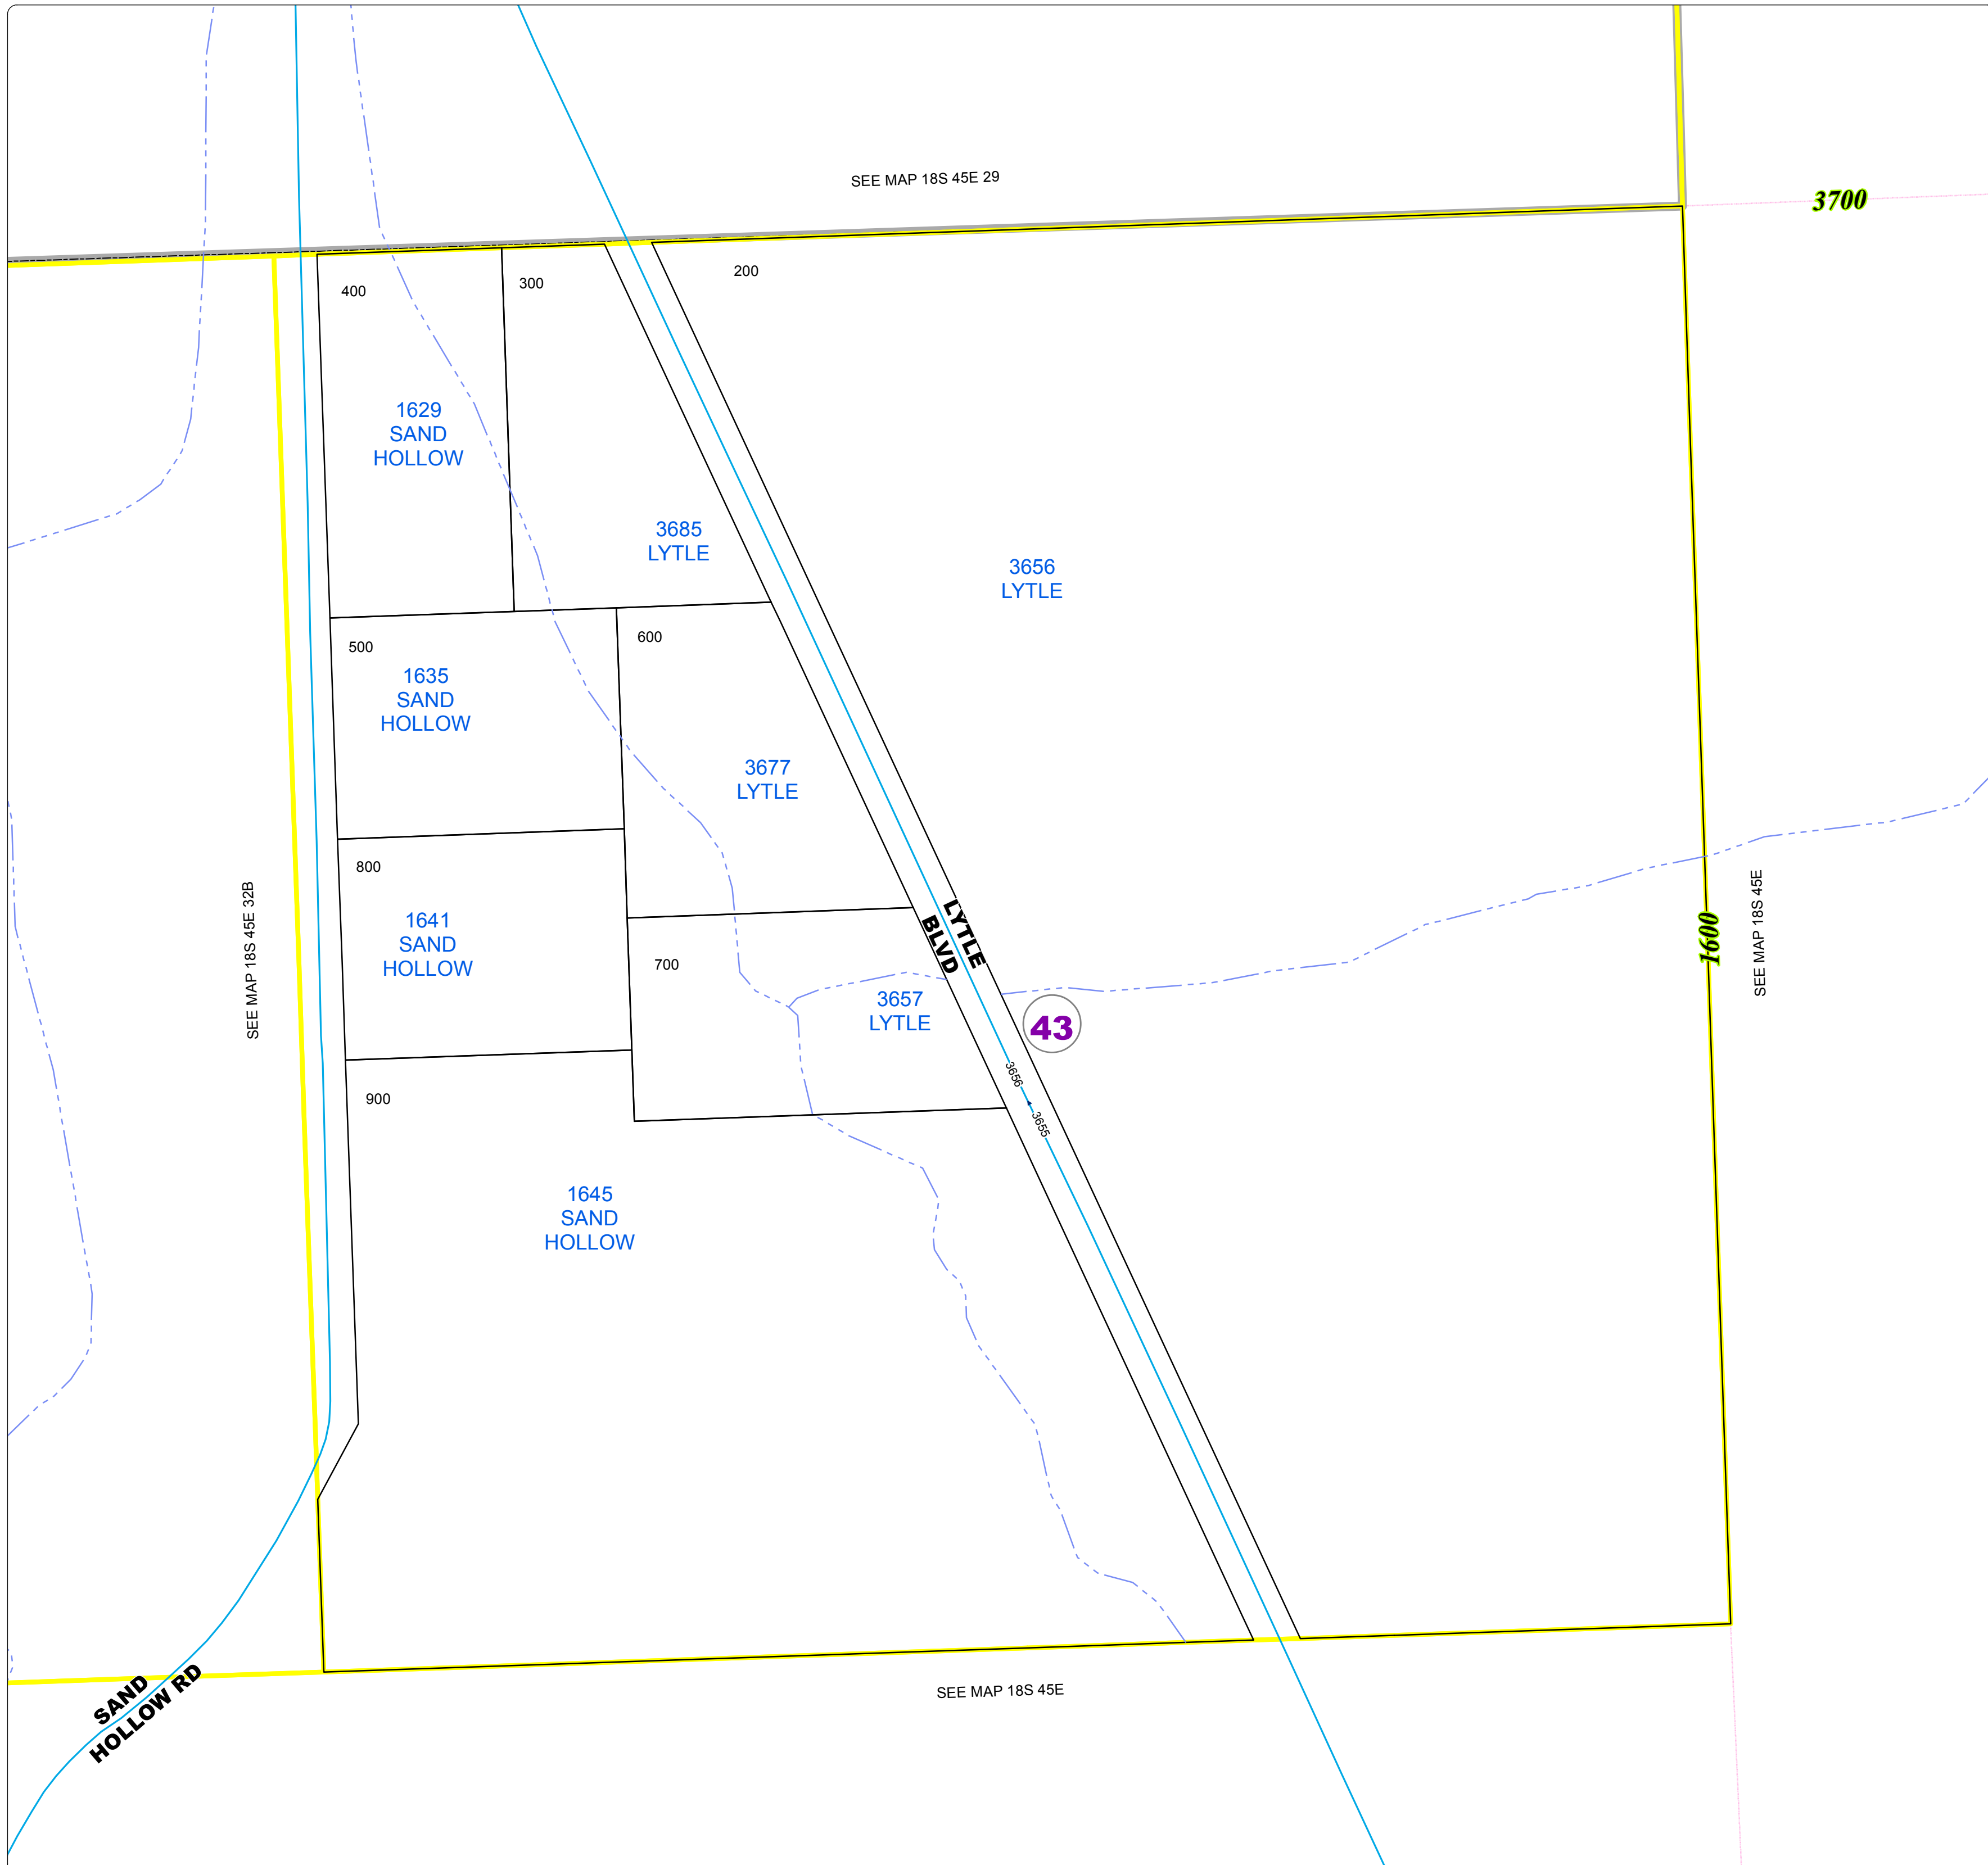 SEE MAP 18S 45E 29
3700
200
300
400
1629
SAND
HOLLOW
3685
LYTLE
3656
LYTLE
600
500
1635
SAND
HOLLOW
3677
LYTLE
800
1641
SAND
HOLLOW
SEE MAP 18S 45E 32B
LYTLE
BLVD
1600
SEE MAP 18S 45E
700
3657
LYTLE
43
3656
3655
900
1645
SAND
HOLLOW
SAND
HOLLOW RD
SEE MAP 18S 45E